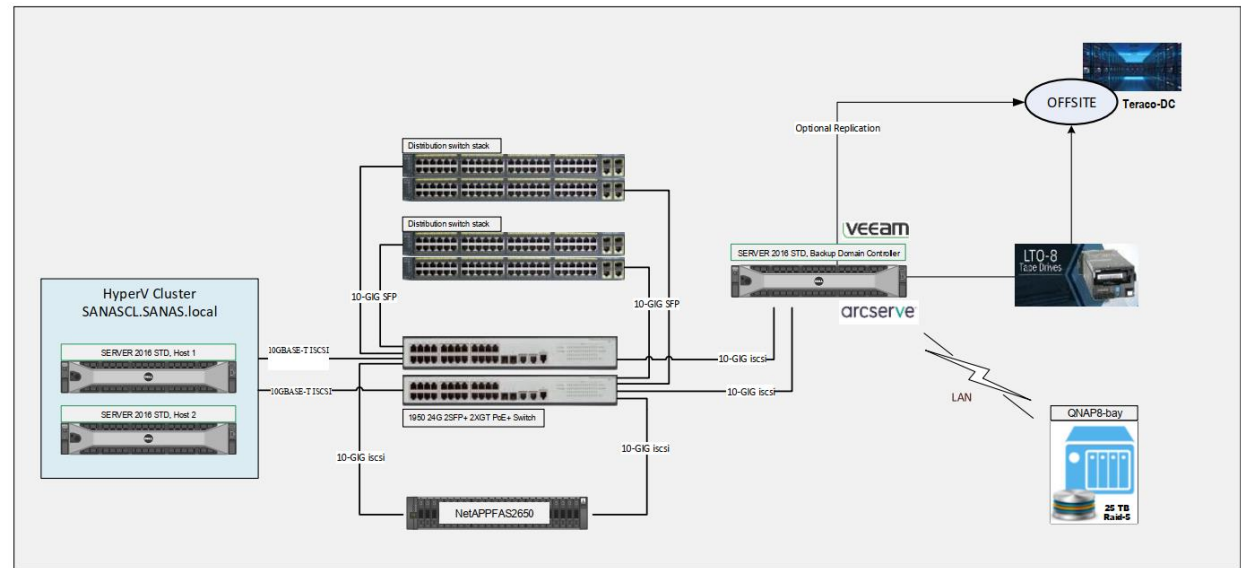 OFFSITE
Teraco-DC
Optional Replication
Distribution switch stack
Distribution switch stack
veeam
SERVER 2016 STD, Backup Domain Controller
arcserve
LTO-8
Tape Drives
HyperV Cluster
SANASCL.SANAS.local
SERVER 2016 STD, Host 1
SERVER 2016 STD, Host 2
10-GIG SFP
10-GIG SFP
10GBASE-T ISCSI
10GBASE-T ISCSI
10-GIG iscsi
10-GIG iscsi
1950 24G 2SFP+ 2XGT PoE+ Switch
10-GIG iscsi
10-GIG iscsi
NetAPPFAS2650
LAN
QNAP8-bay
25 TB
Raid-5